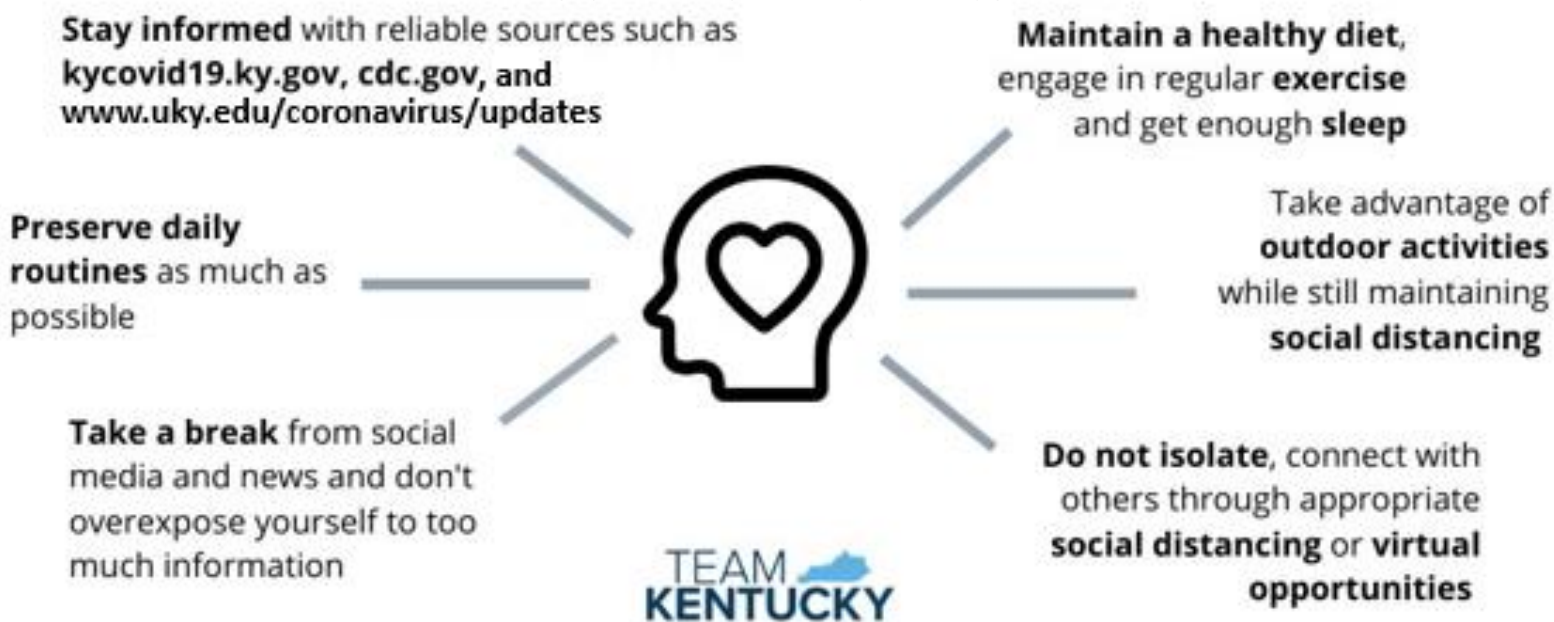 Stay informed with reliable sources such as
kycovid19.ky.gov, cdc.gov, and
www.uky.edu/coronavirus/updates
Preserve daily
routines as much as
possible
Take a break from social
media and news and don't
overexpose yourself to too
much information
Maintain a healthy diet,
engage in regular exercise
and get enough sleep
Take advantage of
outdoor activities
while still maintaining
social distancing
Do not isolate, connect with
others through appropriate
social distancing or virtual
opportunities
TEAM
KENTUCKY